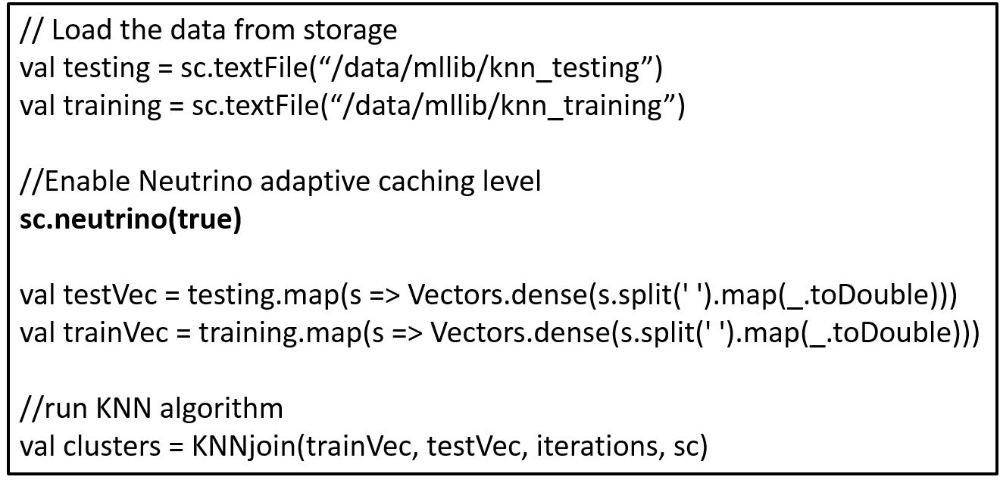 // Load the data from storage
val testing = sc.textFile(“/data/mllib/knn_testing”)
val training = sc.textFile(“/data/mllib/knn_training”)
//Enable Neutrino adaptive caching level
sc.neutrino(true)
val testVec = testing.map(s => Vectors.dense(s.split(' ').map(_.toDouble)))
val trainVec = training.map(s => Vectors.dense(s.split(' ').map(_.toDouble)))
//run KNN algorithm
val clusters = KNNjoin(trainVec, testVec, iterations, sc)